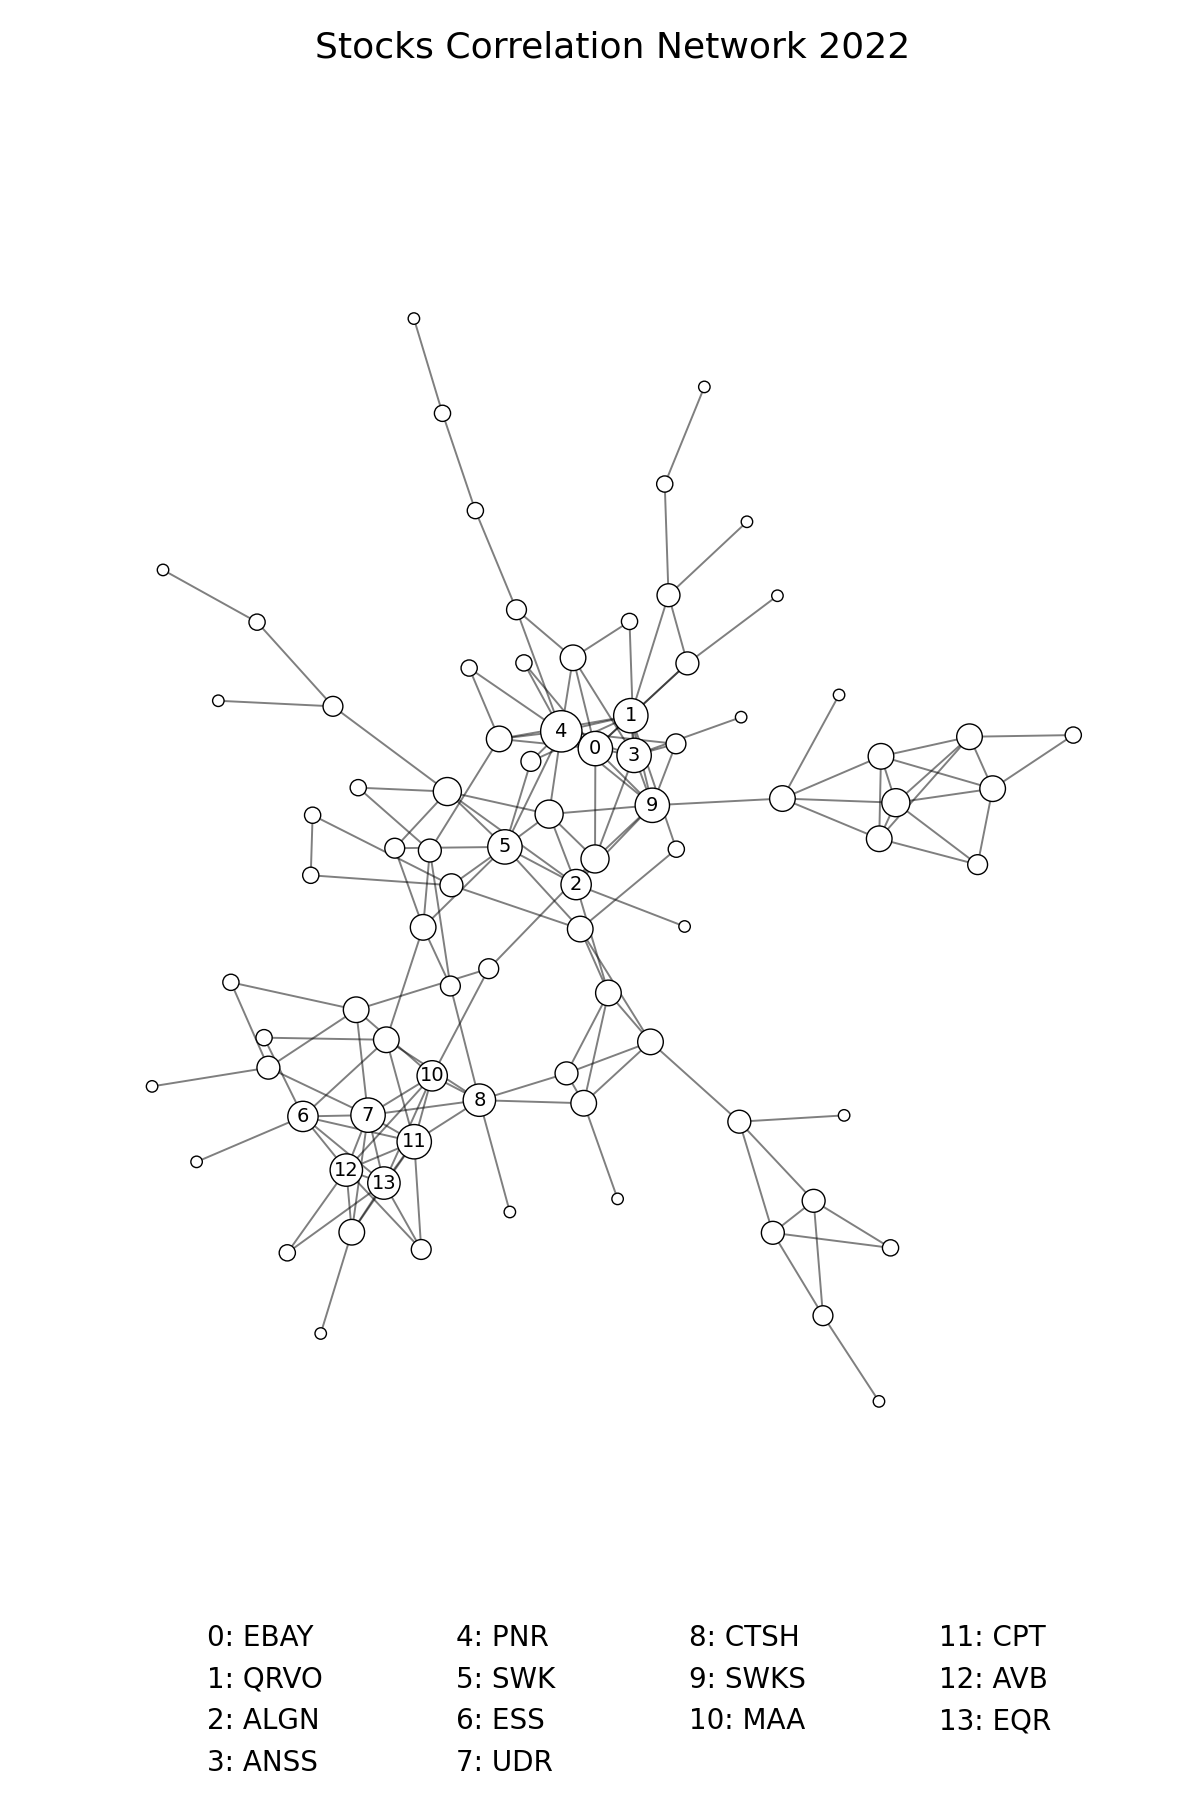 Stocks Correlation Network 2022
1
4
0
3
9
5
2
10
8
6
7
11
12
13
0: EBAY
1: QRVO
2: ALGN
3: ANSS
4: PNR
5: SWK
6: ESS
7: UDR
8: CTSH
9: SWKS
10: MAA
11: CPT
12: AVB
13: EQR